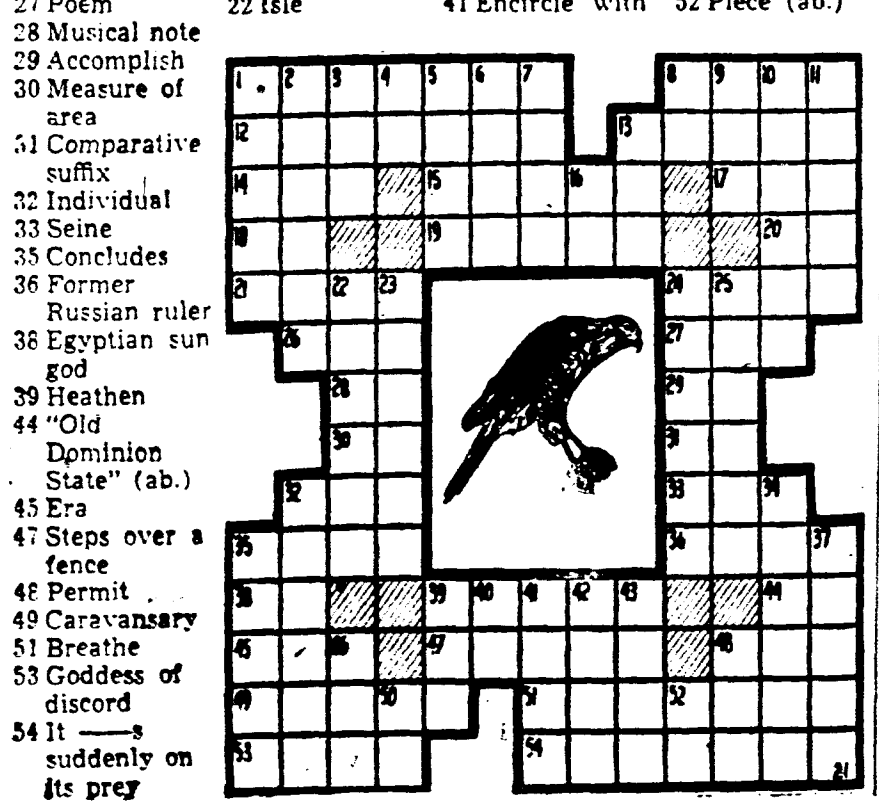 27 Poem
22 Isle
41 Encircle with
52 Piece (ab.)
28 Musical note
29 Accomplish
30 Measure of
area
31 Comparative
suffix
32 Individual
33 Seine
35 Concludes
36 Former
Russian ruler
38 Egyptian sun
god
39 Heathen
44 "Old
Dominion
State" (ab.)
45 Era
47 Steps over a
fence
48 Permit
49 Caravansary
51 Breathe
53 Goddess of
discord
54 It ——s
suddenly on
its prey
1 2 3 4 5 6 7 8 9 10 11
12 13
14 15 16 17
18 19 20
21 22 23 24 25
26 27
28 29
30 31
32 33 34
35 36 37
38 39 40 41 42 43 44
45 46 47 48
49 50 51 52
53 54
21